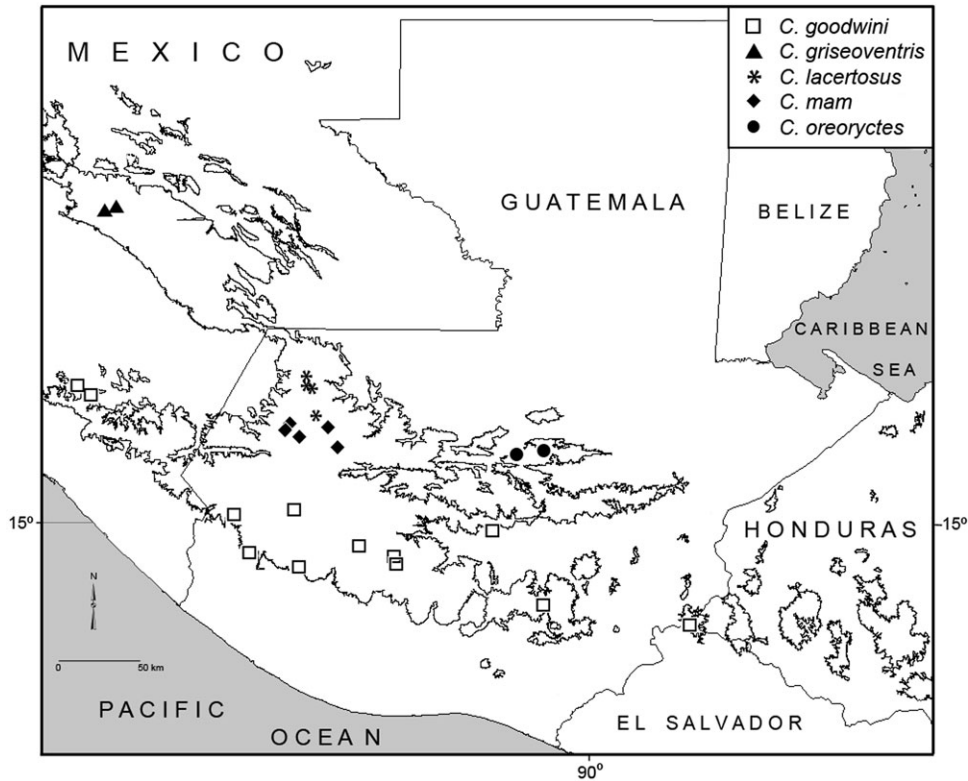 MEXICO
C. goodwini
C. griseoventris
C. lacertosus
C. mam
C. oreoryctes
GUATEMALA
BELIZE
CARIBBEAN
SEA
15º
15º
HONDURAS
N
S
0 50 km
PACIFIC
OCEAN
EL SALVADOR
90º